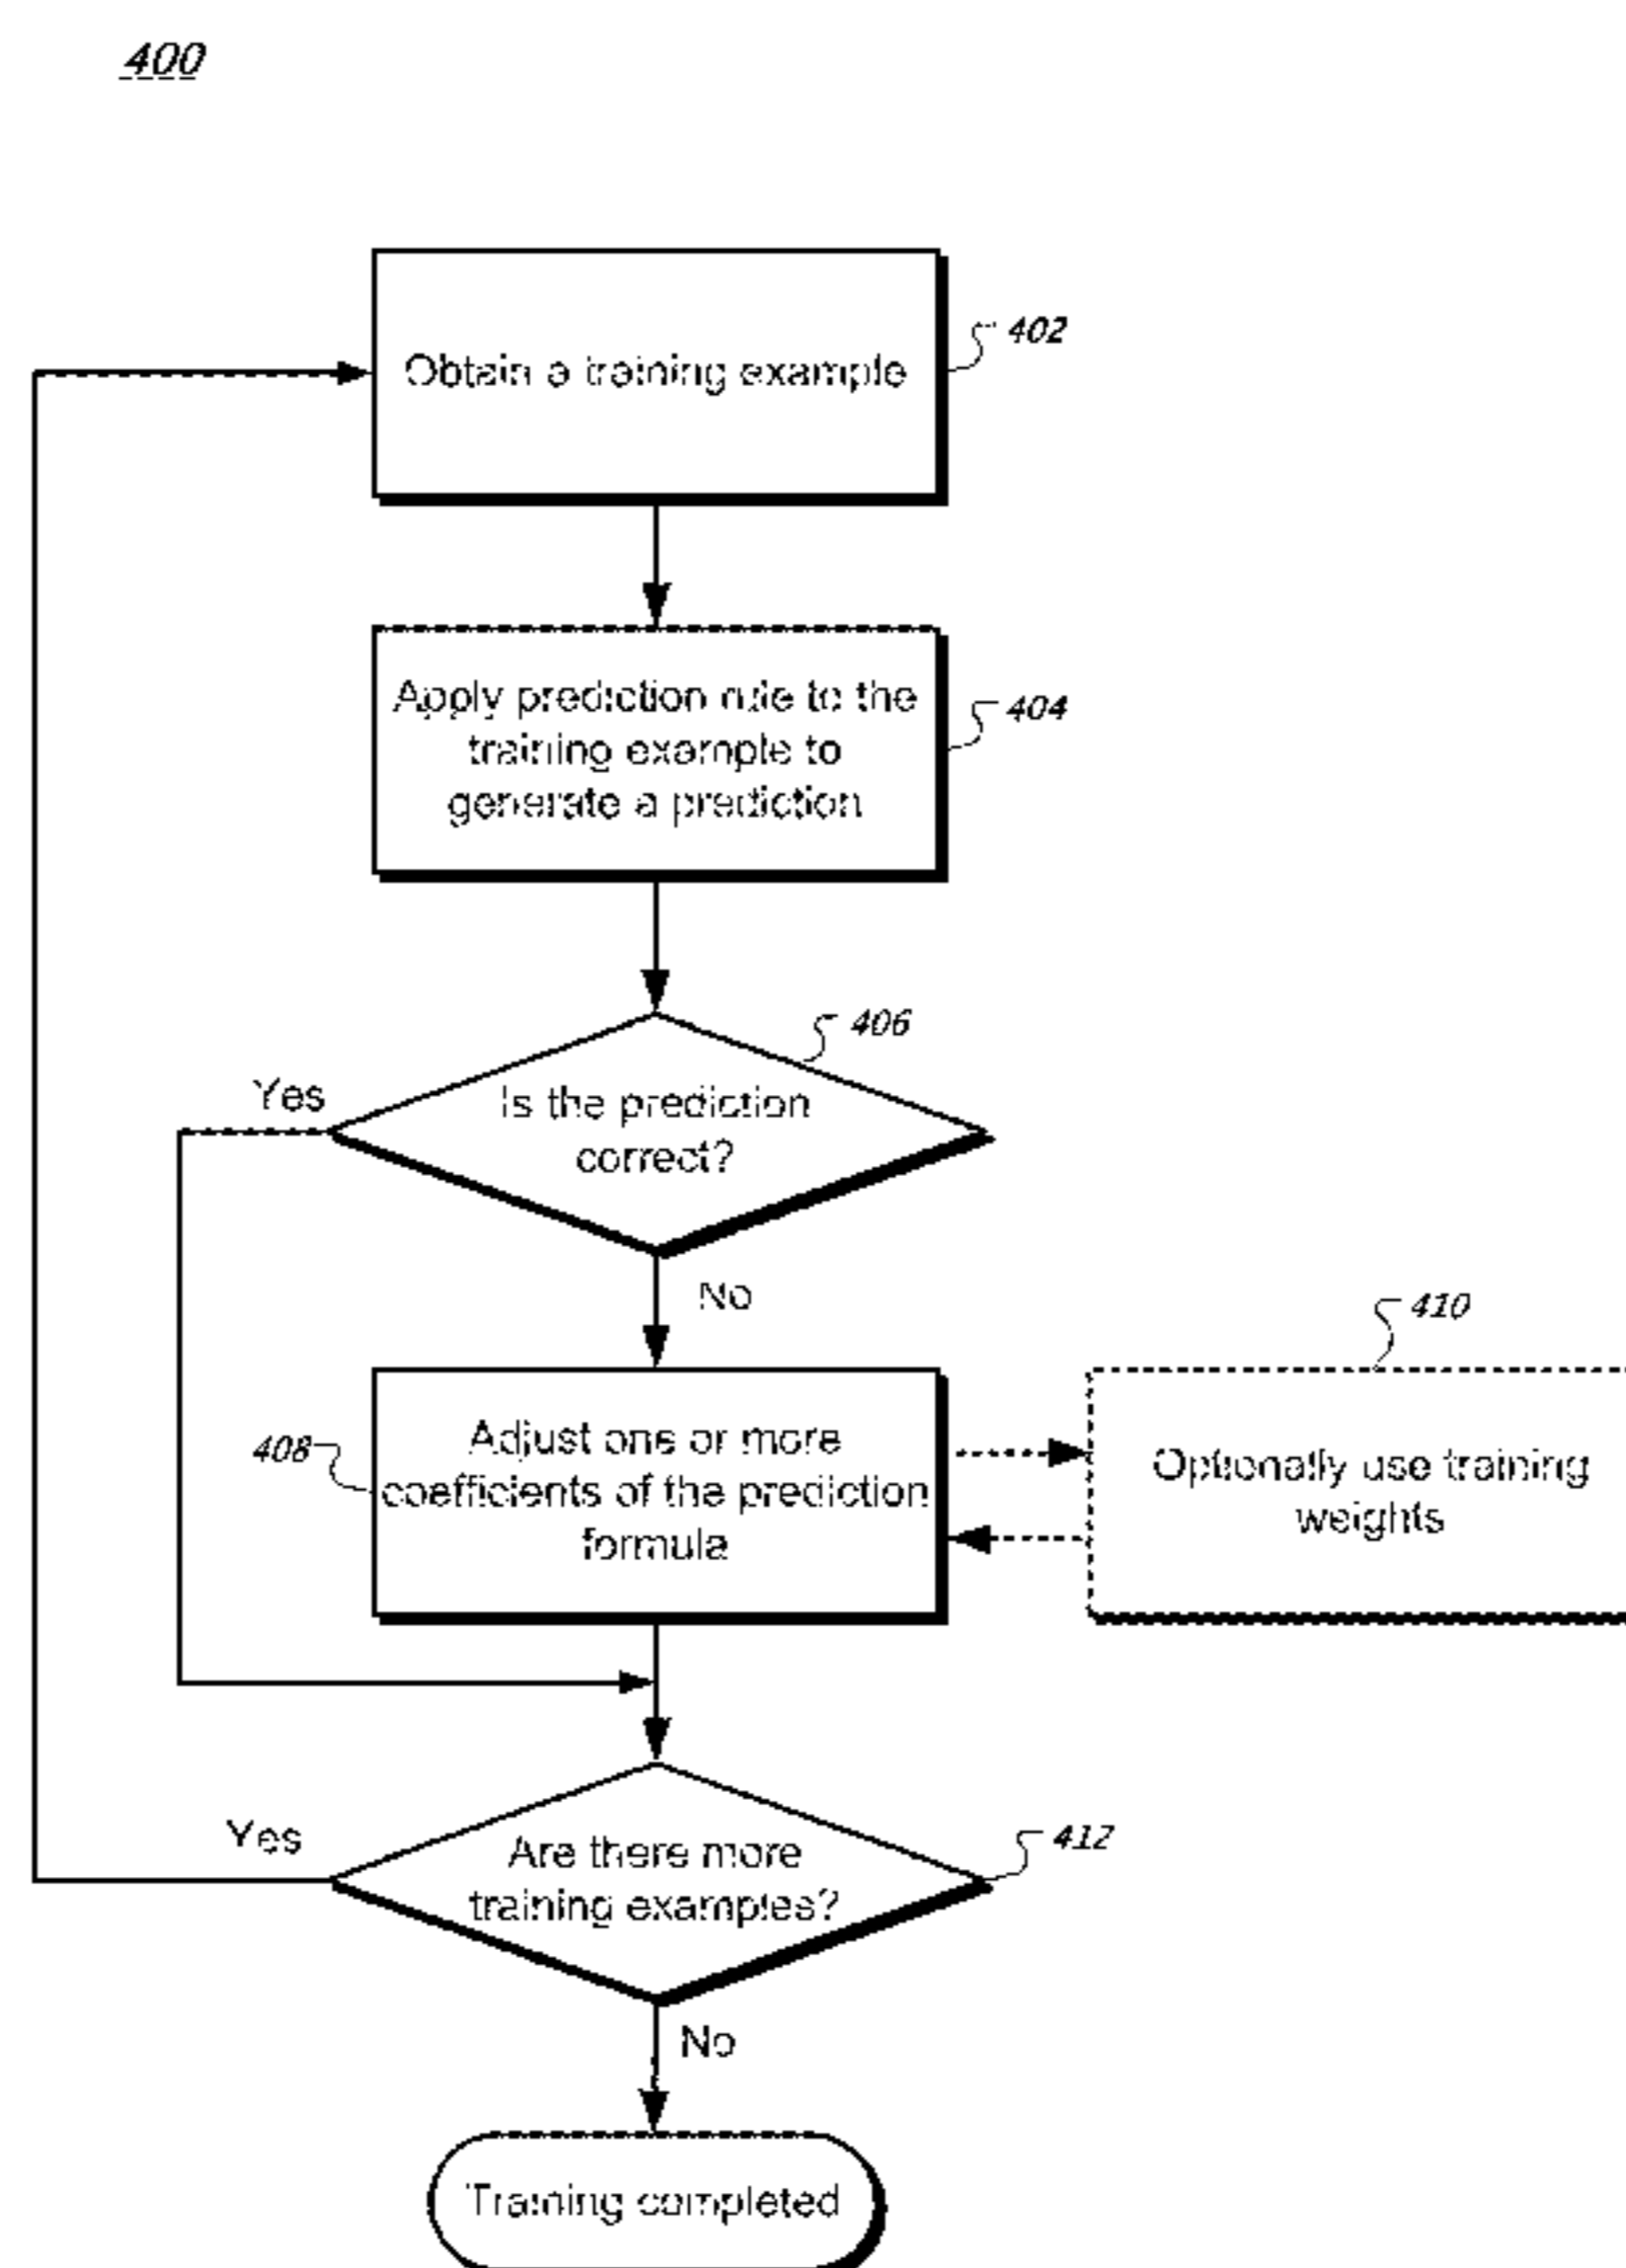 400
Obtain a training example
402
Apply prediction rule to the
training example to
generate a prediction
404
406
Yes
Is the prediction
correct?
No
410
408
Adjust one or more
coefficients of the prediction
formula
Optionally use training
weights
Yes
Are there more
training examples?
412
No
Training completed